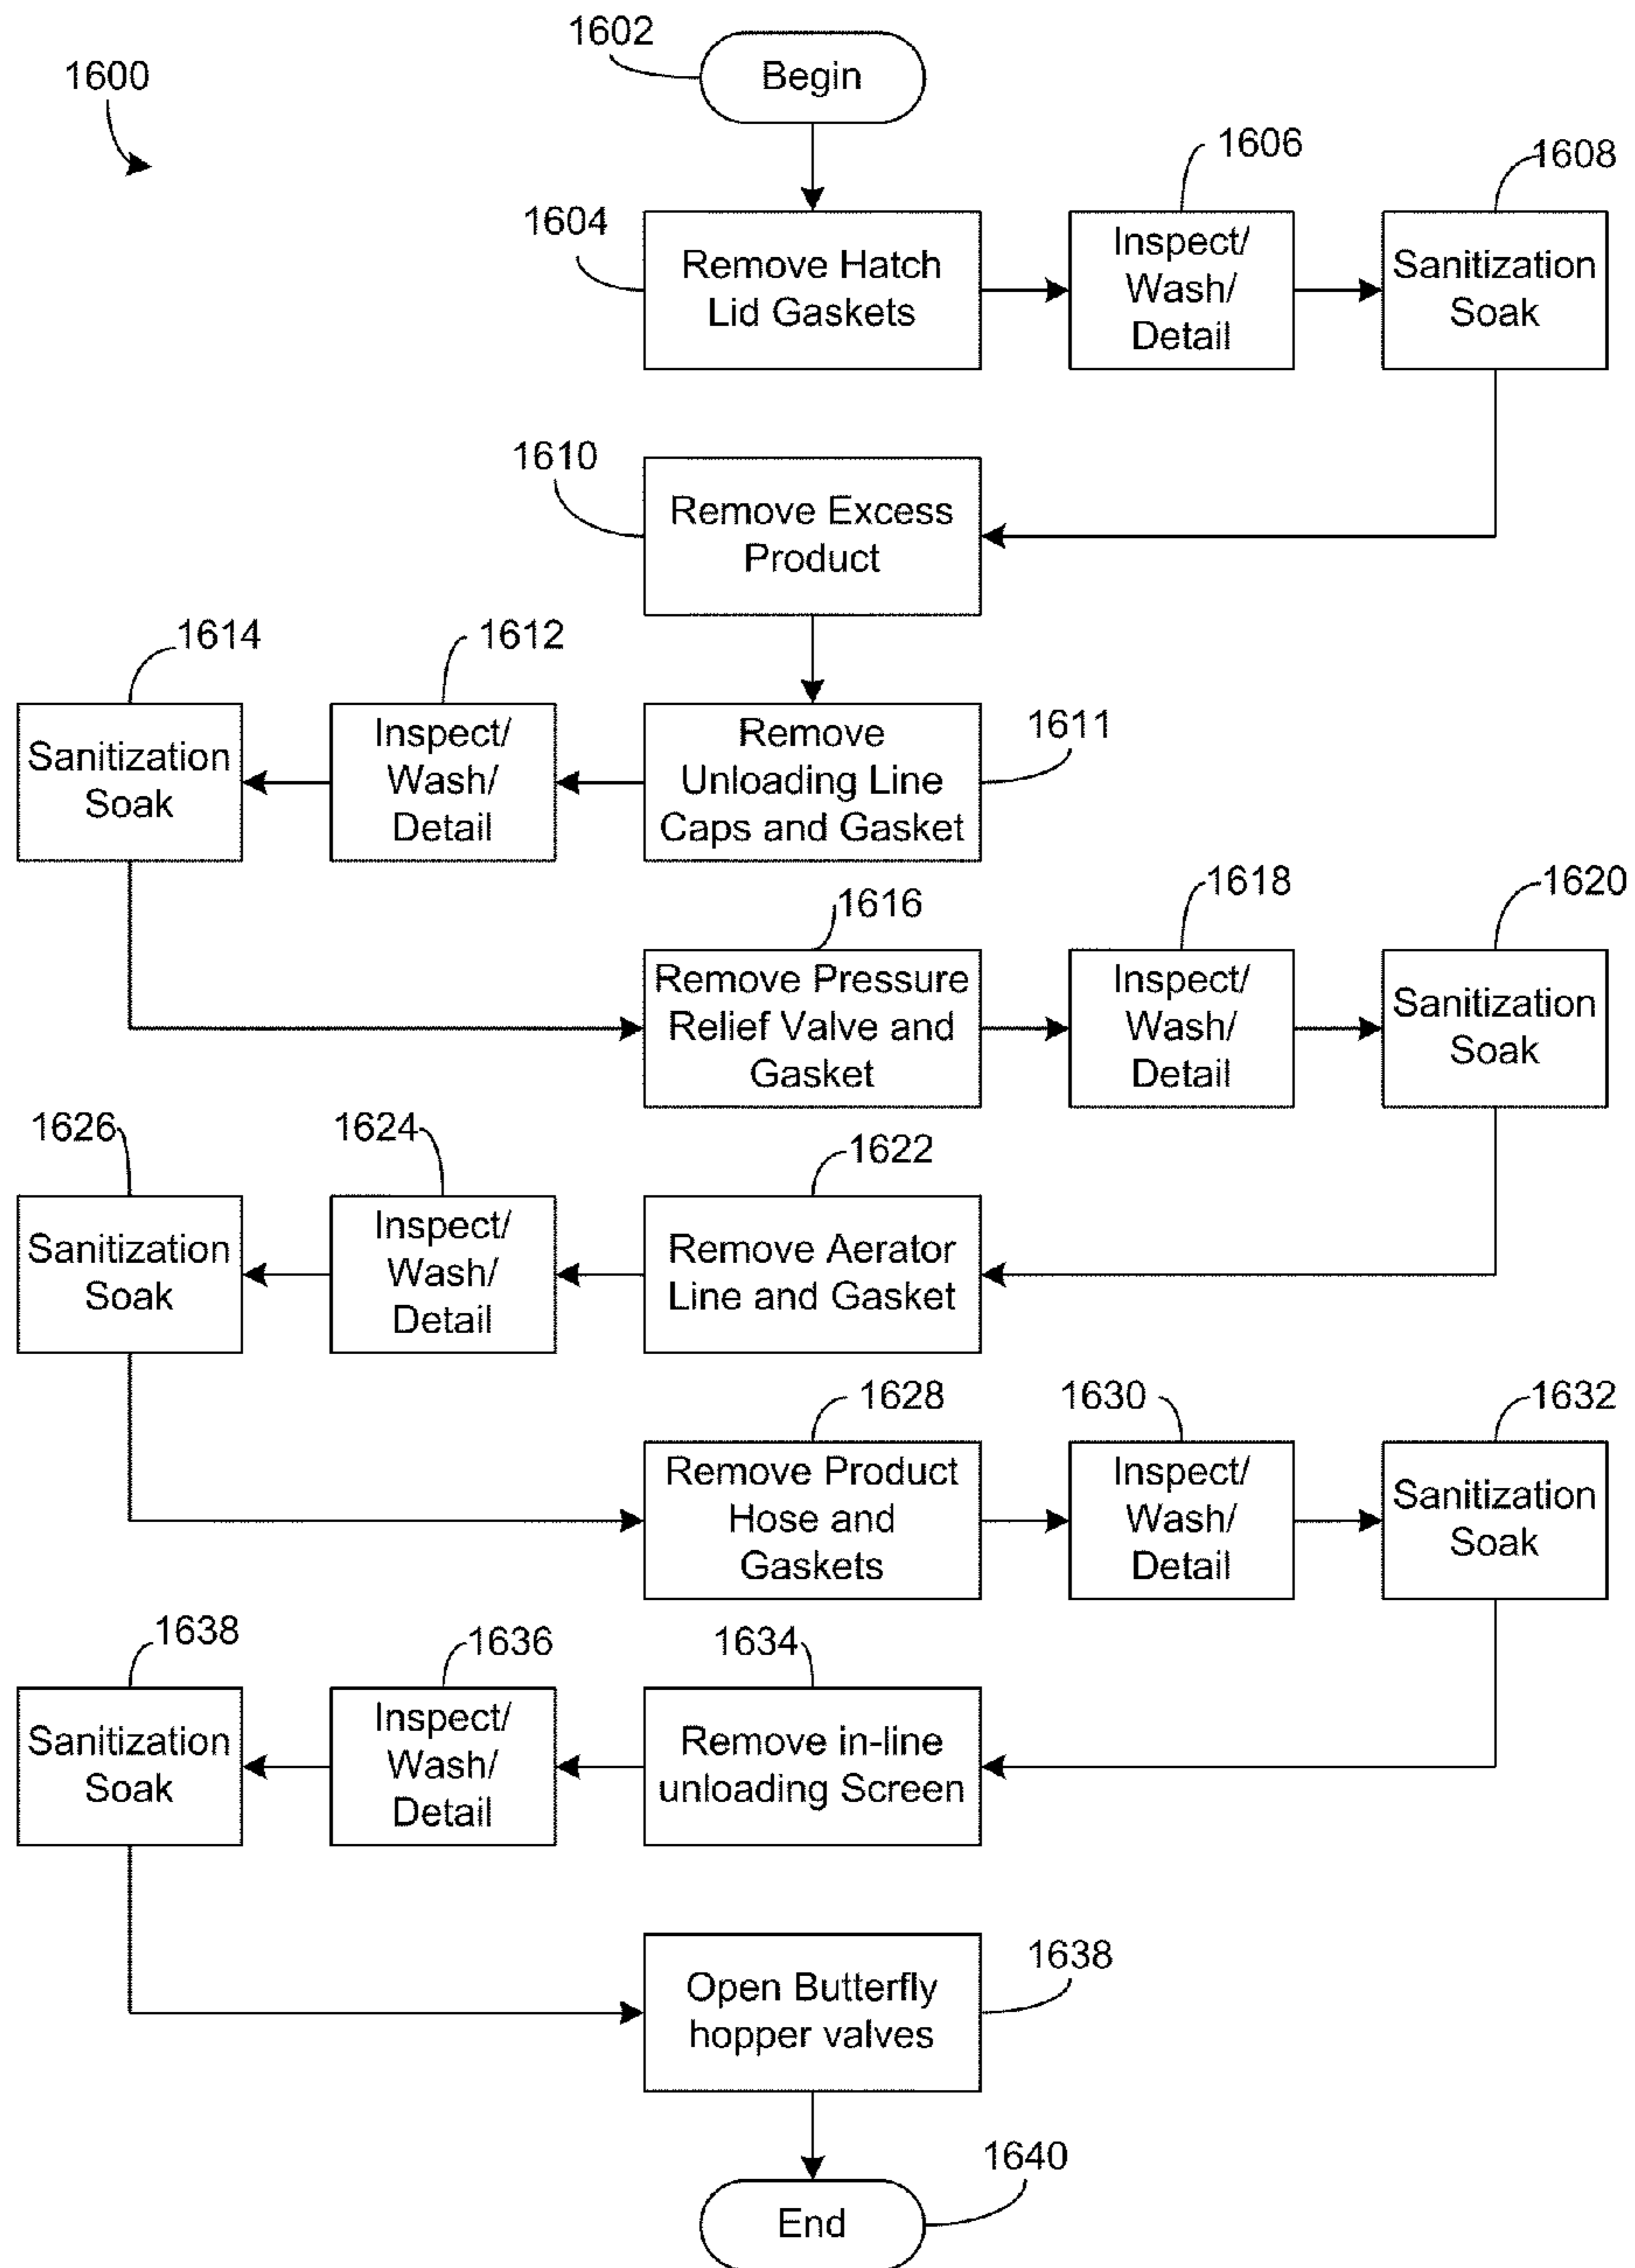 1602
Begin
1600
1606
1608
1604
Remove Hatch
Lid Gaskets
Inspect/
Wash/
Detail
Sanitization
Soak
1610
Remove Excess
Product
1614
1612
1611
Sanitization
Soak
Inspect/
Wash/
Detail
Remove
Unloading Line
Caps and Gasket
1616
1618
1620
Remove Pressure
Relief Valve and
Gasket
Inspect/
Wash/
Detail
Sanitization
Soak
1626
1624
1622
Sanitization
Soak
Inspect/
Wash/
Detail
Remove Aerator
Line and Gasket
1628
1630
1632
Remove Product
Hose and
Gaskets
Inspect/
Wash/
Detail
Sanitization
Soak
1638
1636
1634
Sanitization
Soak
Inspect/
Wash/
Detail
Remove in-line
unloading Screen
1638
Open Butterfly
hopper valves
1640
End